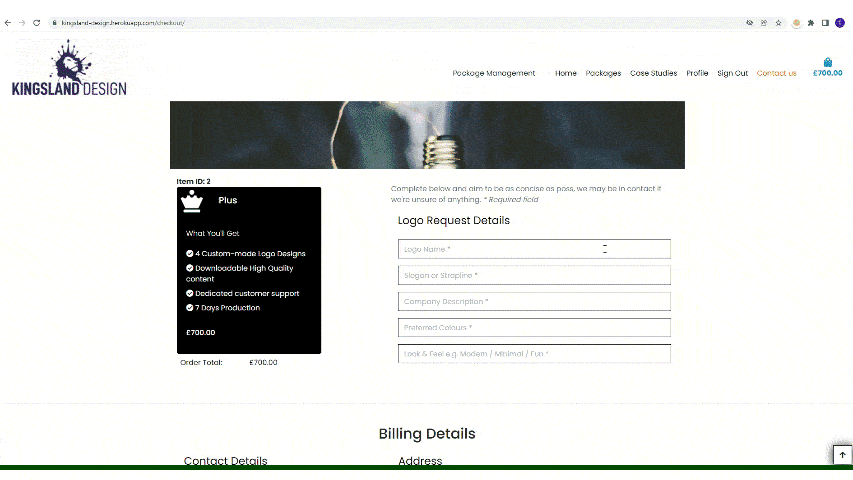 kingsland-design.herokuapp.com/checkout/
KINGSLAND DESIGN
Package Management
Home
Packages
Case Studies
Profile
Sign Out
Contact us
£700.00
Item ID: 2
Plus
What You'll Get
4 Custom-made Logo Designs
Downloadable High Quality
content
Dedicated customer support
7 Days Production
£700.00
Order Total: £700.00
Complete below and aim to be as concise as poss, we may be in contact if
we're unsure of anything. * Required field
Logo Request Details
Logo Name *
Slogan or Strapline *
Company Description *
Preferred Colours *
Look & Feel e.g. Modern / Minimal / Fun *
Billing Details
Contact Details
Address